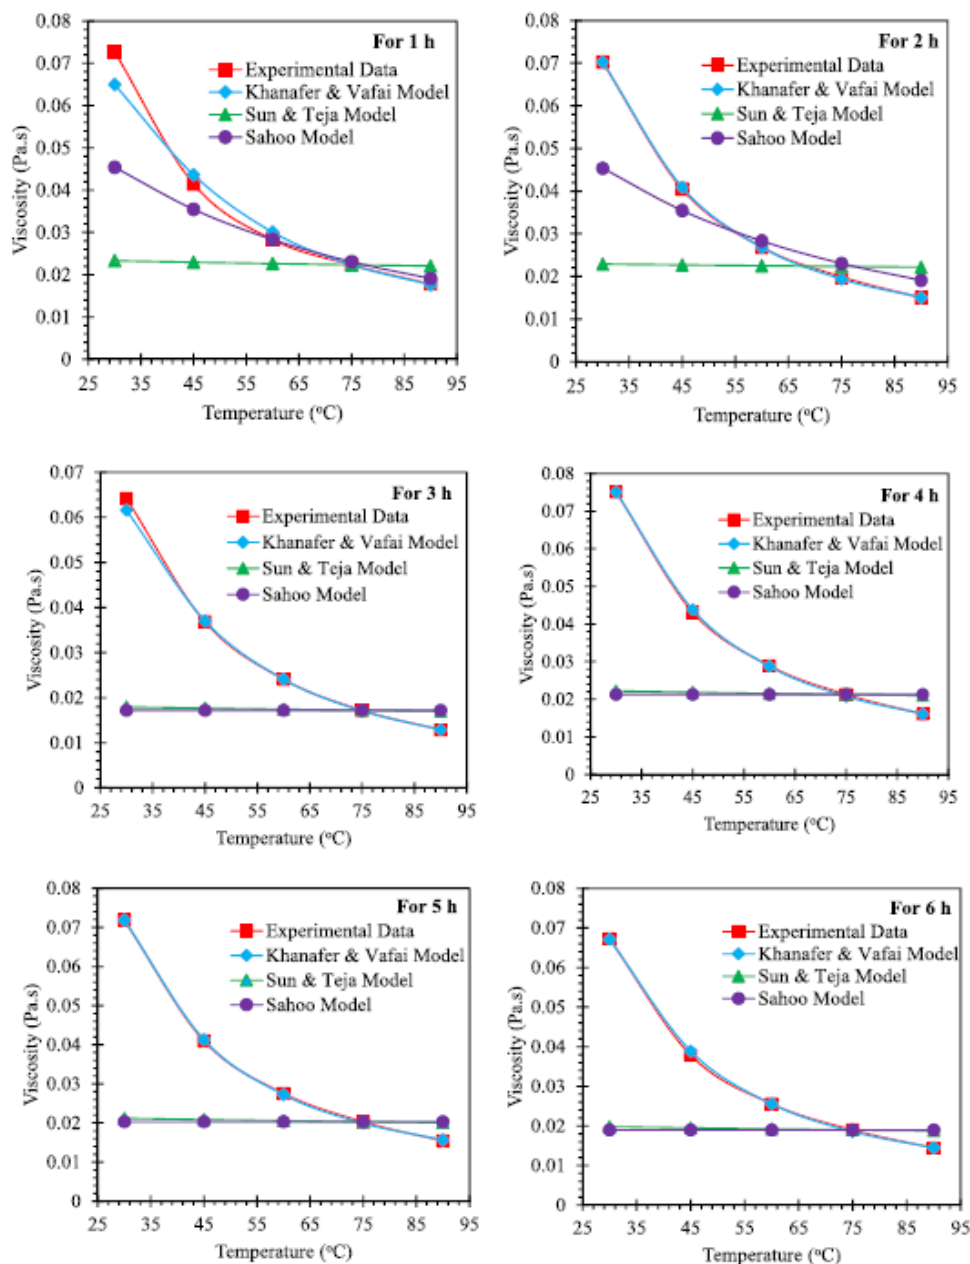 For 1 h
Experimental Data
Khanafer & Vafai Model
Sun & Teja Model
Sahoo Model
Viscosity (Pa.s)
0.08
0.07
0.06
0.05
0.04
0.03
0.02
0.01
0
25 35 45 55 65 75 85 95
Temperature (°C)
For 2 h
Experimental Data
Khanafer & Vafai Model
Sun & Teja Model
Sahoo Model
Viscosity (Pa.s)
0.08
0.07
0.06
0.05
0.04
0.03
0.02
0.01
0
25 35 45 55 65 75 85 95
Temperature (°C)
For 3 h
Experimental Data
Khanafer & Vafai Model
Sun & Teja Model
Sahoo Model
Viscosity (Pa.s)
0.07
0.06
0.05
0.04
0.03
0.02
0.01
0
25 35 45 55 65 75 85 95
Temperature (°C)
For 4 h
Experimental Data
Khanafer & Vafai Model
Sun & Teja Model
Sahoo Model
Viscosity (Pa.s)
0.08
0.07
0.06
0.05
0.04
0.03
0.02
0.01
0
25 35 45 55 65 75 85 95
Temperature (°C)
For 5 h
Experimental Data
Khanafer & Vafai Model
Sun & Teja Model
Sahoo Model
Viscosity (Pa.s)
0.08
0.07
0.06
0.05
0.04
0.03
0.02
0.01
0
25 35 45 55 65 75 85 95
Temperature (°C)
For 6 h
Experimental Data
Khanafer & Vafai Model
Sun & Teja Model
Sahoo Model
Viscosity (Pa.s)
0.08
0.07
0.06
0.05
0.04
0.03
0.02
0.01
0
25 35 45 55 65 75 85 95
Temperature (°C)